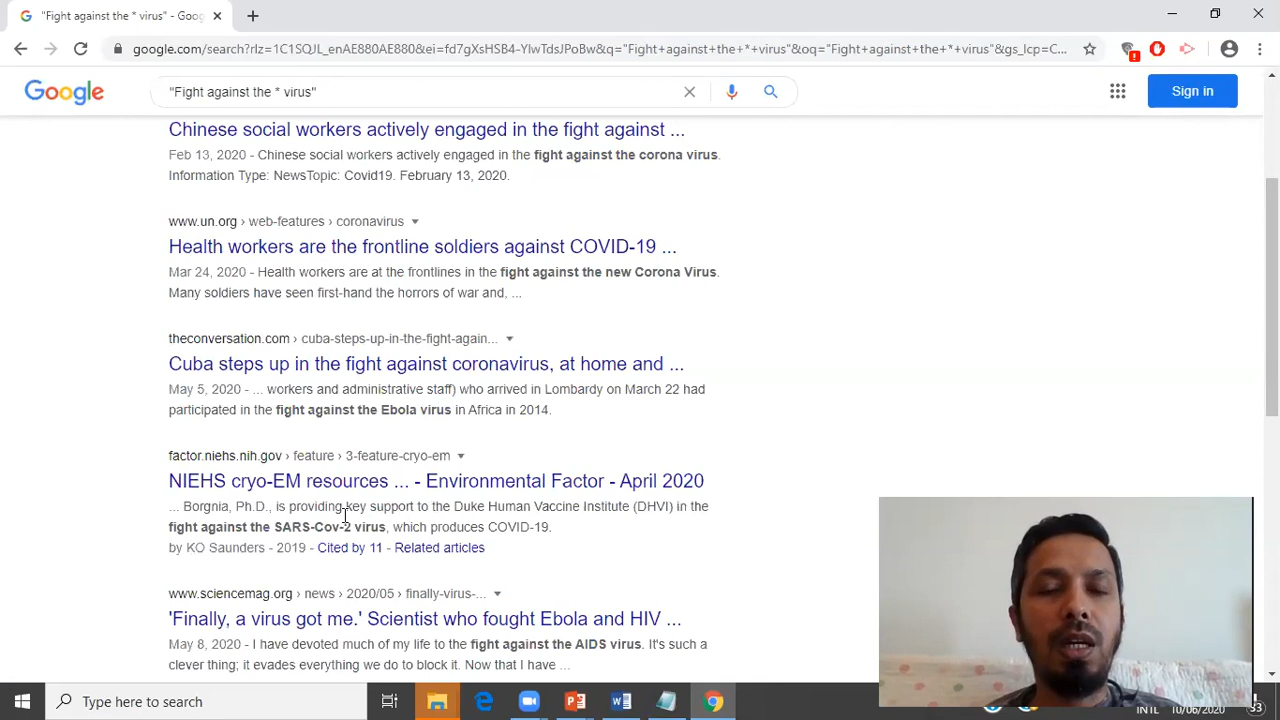 "Fight against the * virus" - Goo
google.com/search?rlz=1C1SQJL_enAE880AE880&ei=fd7gXsHSB4-YlwTdsJPoBw&q="Fight+against+the+*+virus"&oq="Fight+against+the+*+virus"&gs_lcp=C...
Google
"Fight against the * virus"
Sign in
Chinese social workers actively engaged in the fight against ...
Feb 13, 2020 - Chinese social workers actively engaged in the fight against the corona virus.
Information Type: NewsTopic: Covid19. February 13, 2020.
www.un.org › web-features › coronavirus
Health workers are the frontline soldiers against COVID-19 ...
Mar 24, 2020 - Health workers are at the frontlines in the fight against the new Corona Virus.
Many soldiers have seen first-hand the horrors of war and, ...
theconversation.com › cuba-steps-up-in-the-fight-again...
Cuba steps up in the fight against coronavirus, at home and ...
May 5, 2020 - ... workers and administrative staff) who arrived in Lombardy on March 22 had
participated in the fight against the Ebola virus in Africa in 2014.
factor.niehs.nih.gov › feature › 3-feature-cryo-em
NIEHS cryo-EM resources ... - Environmental Factor - April 2020
... Borgnia, Ph.D., is providing key support to the Duke Human Vaccine Institute (DHVI) in the
fight against the SARS-Cov-2 virus, which produces COVID-19.
by KO Saunders - 2019 - Cited by 11 - Related articles
www.sciencemag.org › news › 2020/05 › finally-virus-...
'Finally, a virus got me.' Scientist who fought Ebola and HIV ...
May 8, 2020 - I have devoted much of my life to the fight against the AIDS virus. It's such a
clever thing; it evades everything we do to block it. Now that I have ...
Type here to search
INTL
10/06/2020
33